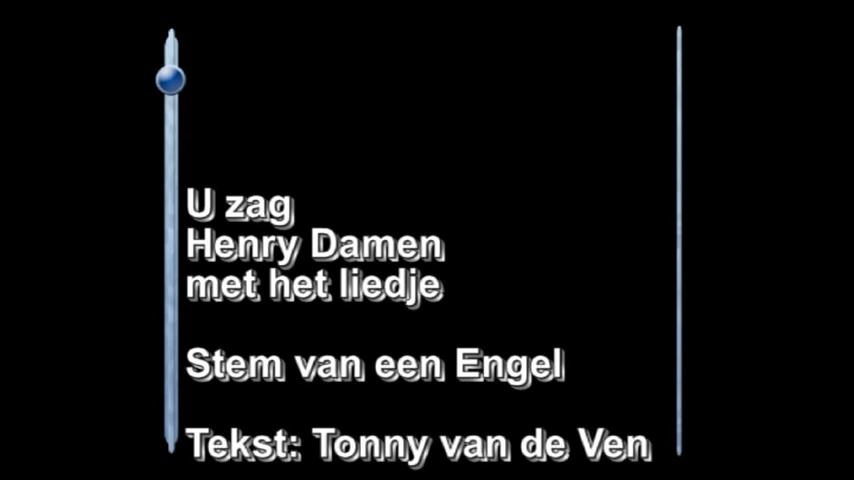 U zag
Henry Damen
met het liedje
Stem van een Engel
Tekst: Tonny van de Ven